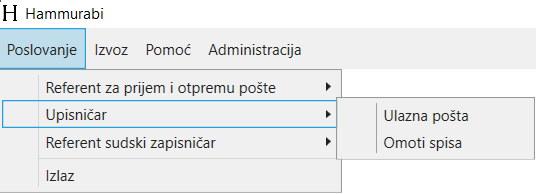 H Hammurabi
Poslovanje Izvoz Pomoć Administracija
Referent za prijem i otpremu pošte
Upisničar
Referent sudski zapisničar
Izlaz
Ulazna pošta
Omoti spisa